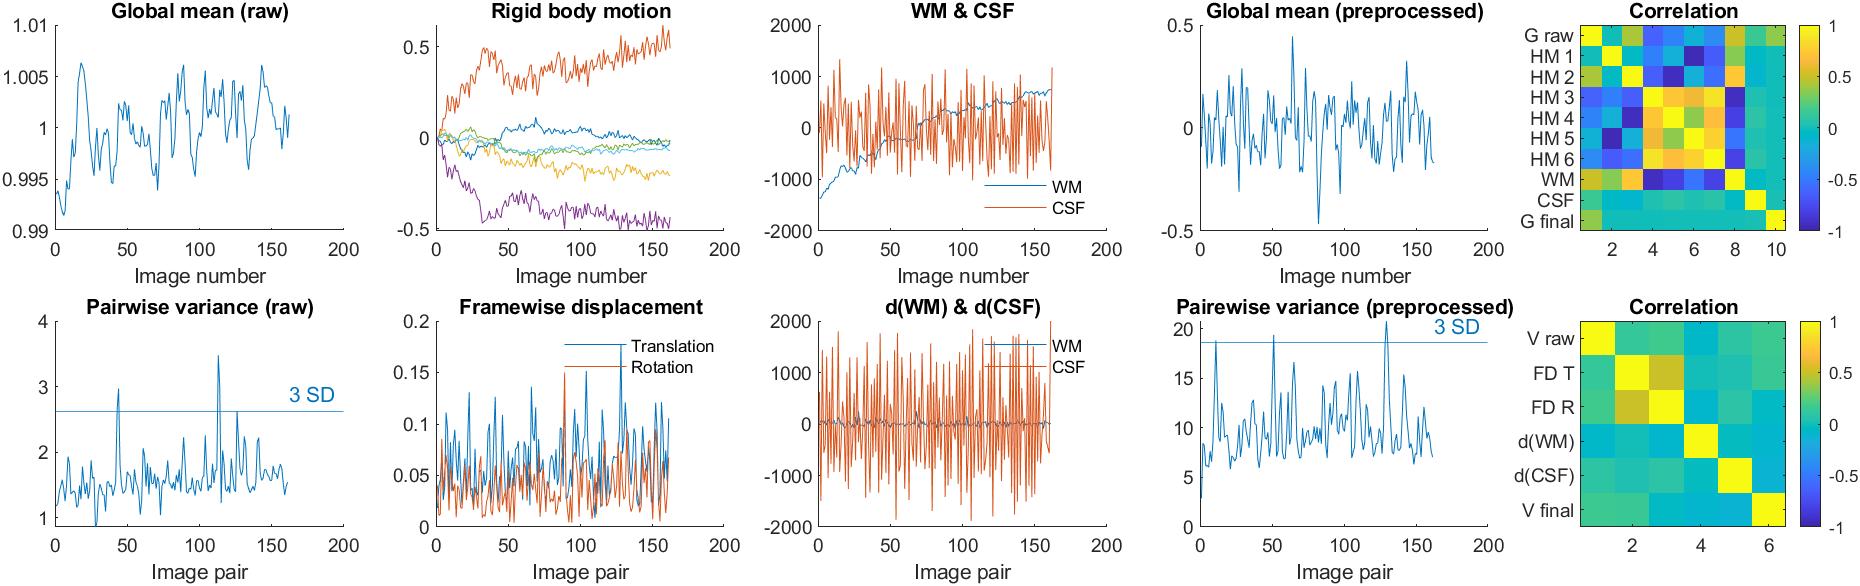 Global mean (raw)
1.01
1.005
1
0.995
0.99
0 50 100 150 200
Image number
Rigid body motion
0.5
0
-0.5
0 50 100 150 200
Image number
WM & CSF
2000
1000
0
-1000
-2000
WM
CSF
0 50 100 150 200
Image number
Global mean (preprocessed)
0.5
0
-0.5
0 50 100 150 200
Image number
Correlation
G raw
HM 1
HM 2
HM 3
HM 4
HM 5
HM 6
WM
CSF
G final
2 4 6 8 10
1
0.5
0
-0.5
-1
Pairwise variance (raw)
4
3
2
1
3 SD
0 50 100 150 200
Image pair
Framewise displacement
0.2
0.15
0.1
0.05
0
Translation
Rotation
0 50 100 150 200
Image pair
d(WM) & d(CSF)
2000
1000
0
-1000
-2000
WM
CSF
0 50 100 150 200
Image pair
Pairewise variance (preprocessed)
20
15
10
5
0
3 SD
0 50 100 150 200
Image pair
Correlation
V raw
FD T
FD R
d(WM)
d(CSF)
V final
2 4 6
1
0.5
0
-0.5
-1